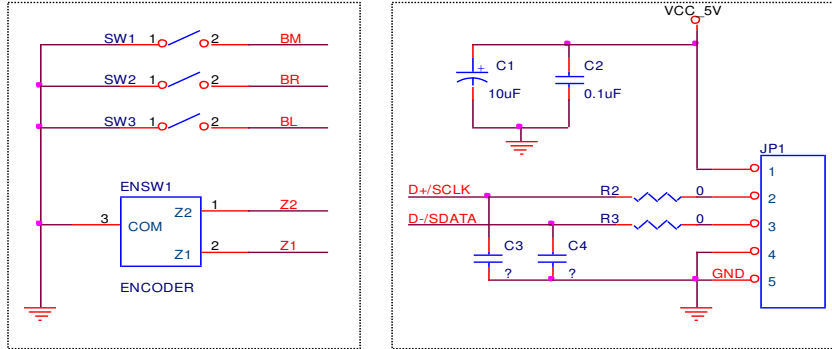 SW1 1 2 BM
SW2 1 2 BR
SW3 1 2 BL
ENSW1
3 COM Z2 1 Z2
Z1 2 Z1
ENCODER
VCC_5V
+ C1 C2
10uF 0.1uF
JP1
1
D+/SCLK R2 0 2
D-/SDATA R3 0 3
C3 C4 4
? ? GND 5